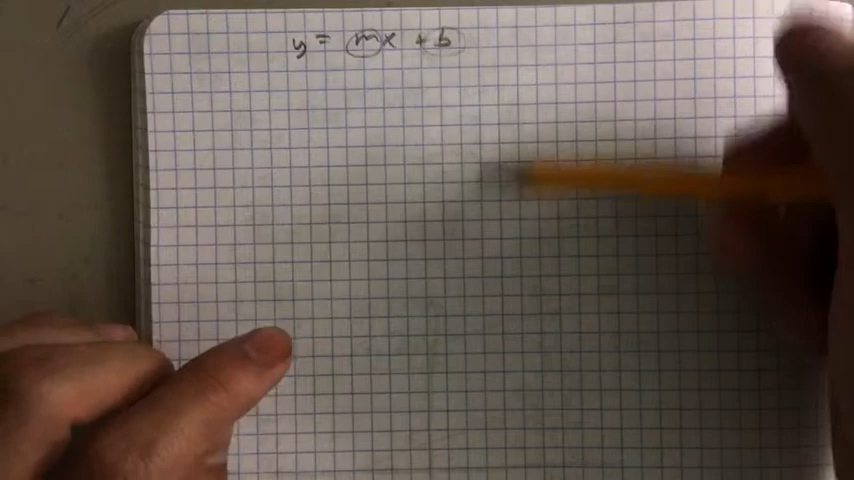 y = mx + b